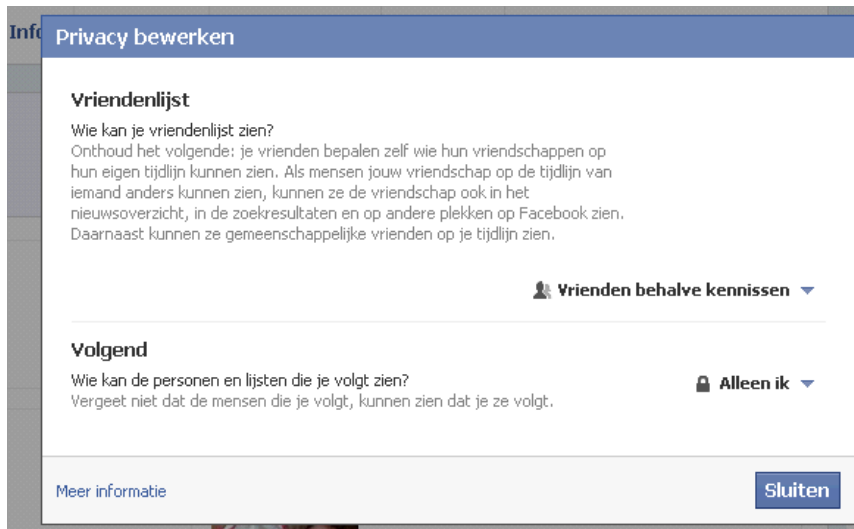 Info
Privacy bewerken
Vriendenlijst
Wie kan je vriendenlijst zien?
Onthoud het volgende: je vrienden bepalen zelf wie hun vriendschappen op
hun eigen tijdlijn kunnen zien. Als mensen jouw vriendschap op de tijdlijn van
iemand anders kunnen zien, kunnen ze de vriendschap ook in het
nieuwsoverzicht, in de zoekresultaten en op andere plekken op Facebook zien.
Daarnaast kunnen ze gemeenschappelijke vrienden op je tijdlijn zien.
Vrienden behalve kennissen
Volgend
Wie kan de personen en lijsten die je volgt zien?
Alleen ik
Vergeet niet dat de mensen die je volgt, kunnen zien dat je ze volgt.
Meer informatie
Sluiten